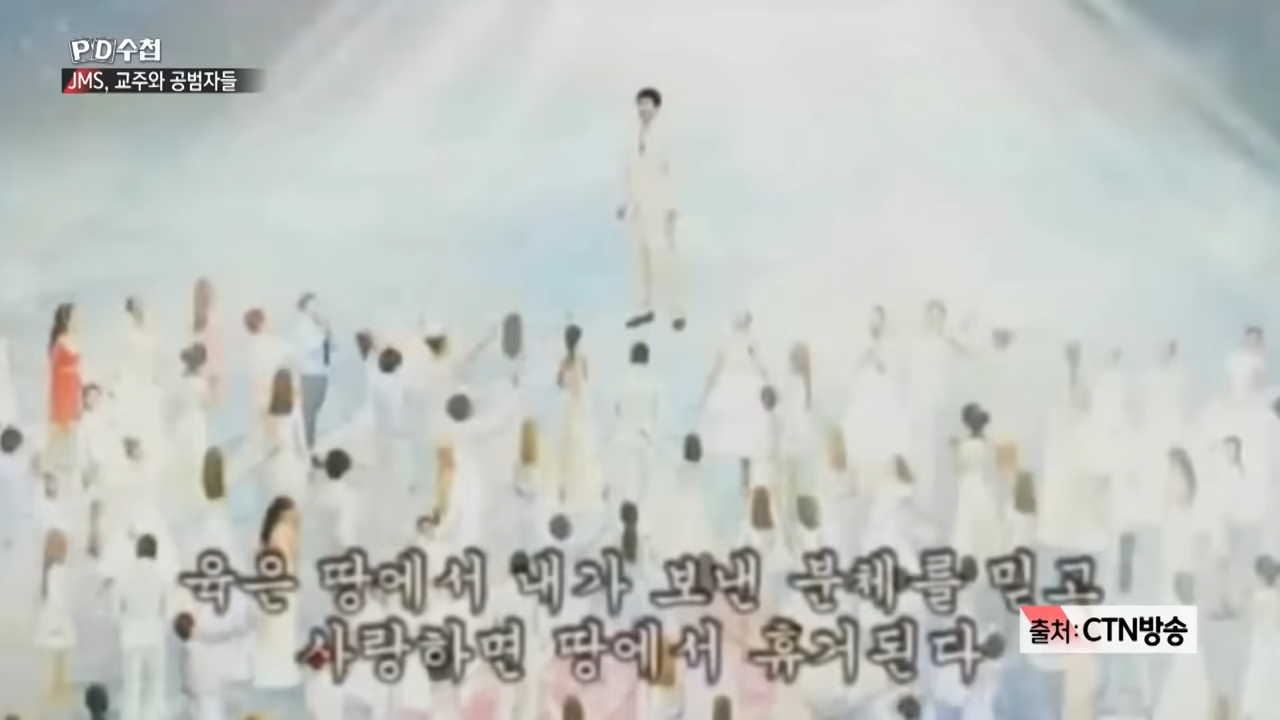 PD수첩
JMS, 교주와 공범자들
육은 땅에서 내가 보낸 분체를 믿고
사랑하면 땅에서 휴거된다
출처: CTN방송